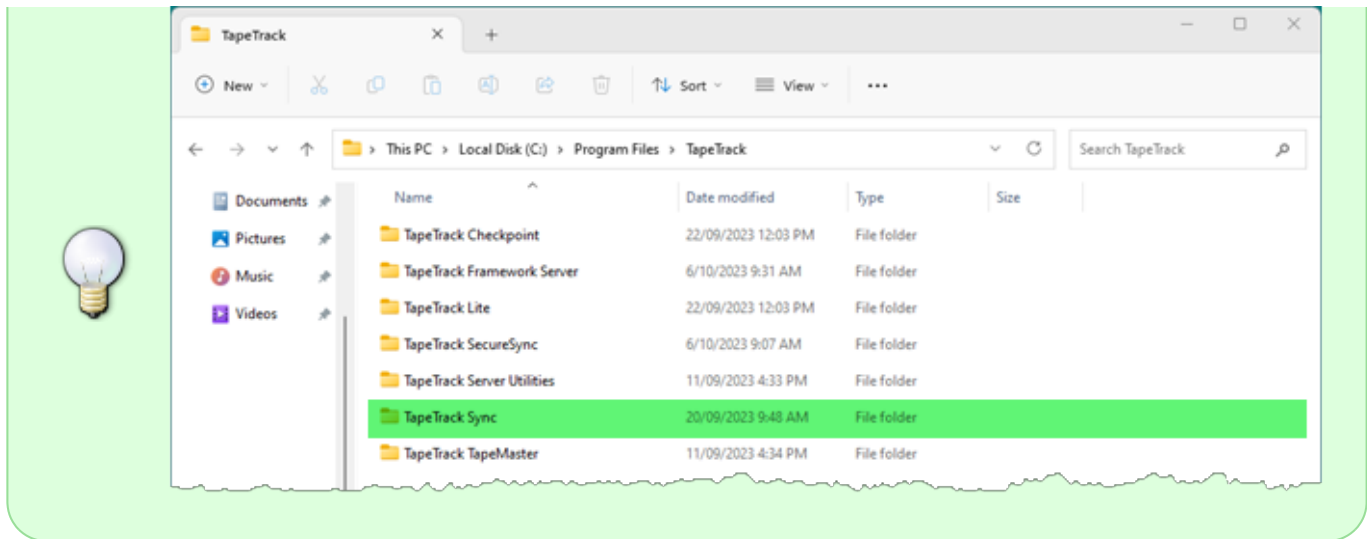 TapeTrack
New Sort View
This PC > Local Disk (C:) > Program Files > TapeTrack Search TapeTrack
Documents Name Date modified Type Size
Pictures TapeTrack Checkpoint 22/09/2023 12:03 PM File folder
Music TapeTrack Framework Server 6/10/2023 9:31 AM File folder
Videos TapeTrack Lite 22/09/2023 12:03 PM File folder
TapeTrack SecureSync 6/10/2023 9:07 AM File folder
TapeTrack Server Utilities 11/09/2023 4:33 PM File folder
TapeTrack Sync 20/09/2023 9:48 AM File folder
TapeTrack TapeMaster 11/09/2023 4:34 PM File folder